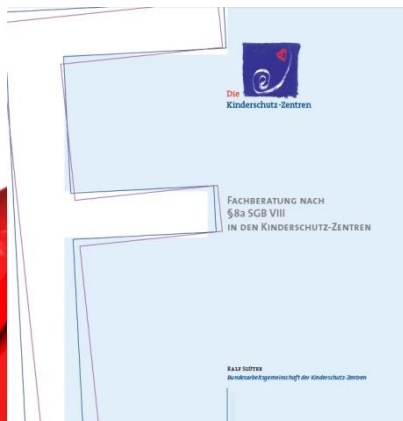 Die
Kinderschutz-Zentren
FACHBERATUNG NACH
§8A SGB VIII
IN DEN KINDERSCHUTZ-ZENTREN
RALF SLÜTER
Bundesarbeitsgemeinschaft der Kinderschutz-Zentren